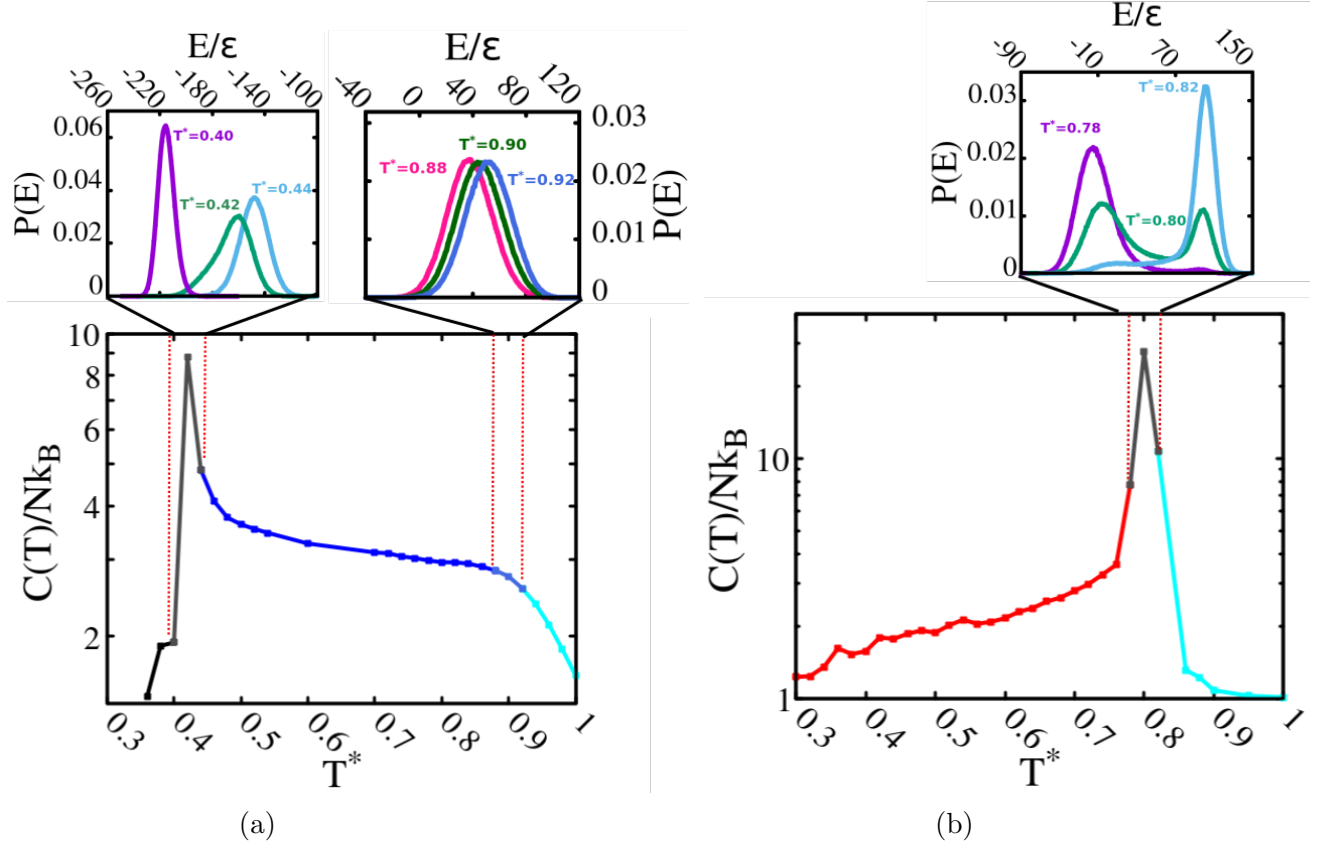 E/ε
-260 -220 -180 -140 -100
0.06
0.04
0.02
0
P(E)
T*=0.40
T*=0.42
T*=0.44
E/ε
-40 0 40 80 120
0.03
0.02
0.01
0
P(E)
T*=0.88
T*=0.90
T*=0.92
10
8
6
4
2
C(T)/NkB
0.3 0.4 0.5 0.6 0.7 0.8 0.9 1
T*
(a)
E/ε
-90 -10 70 150
0.03
0.02
0.01
0
P(E)
T*=0.82
T*=0.78
T*=0.80
10
1
C(T)/NkB
0.3 0.4 0.5 0.6 0.7 0.8 0.9 1
T*
(b)